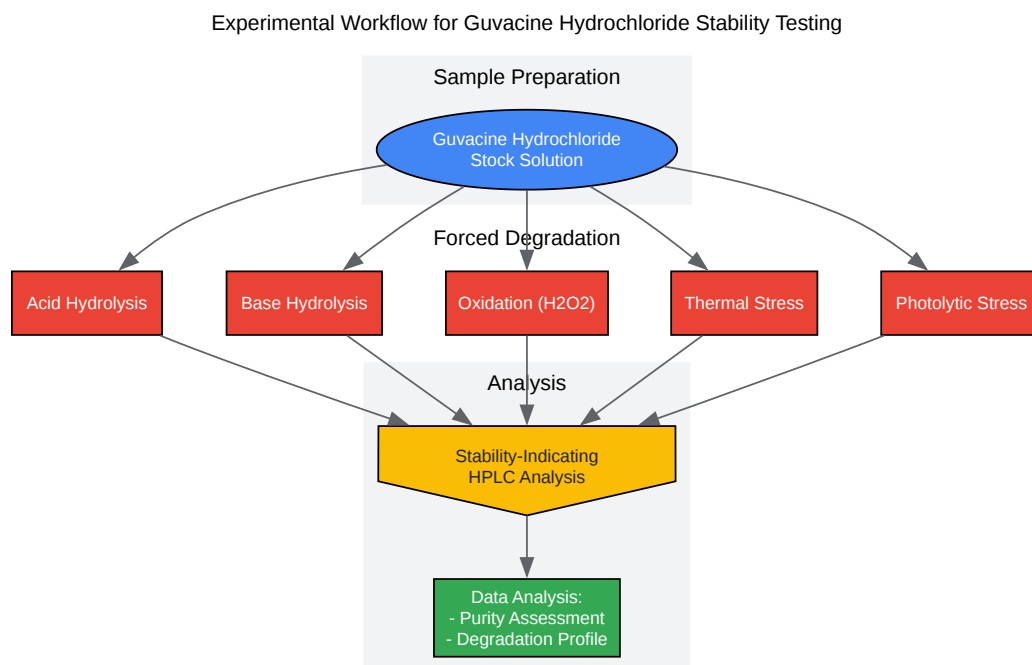 Experimental Workflow for Guvacine Hydrochloride Stability Testing
Sample Preparation
Guvacine Hydrochloride
Stock Solution
Forced Degradation
Acid Hydrolysis
Base Hydrolysis
Oxidation (H2O2)
Thermal Stress
Photolytic Stress
Analysis
Stability-Indicating
HPLC Analysis
Data Analysis:
- Purity Assessment
- Degradation Profile